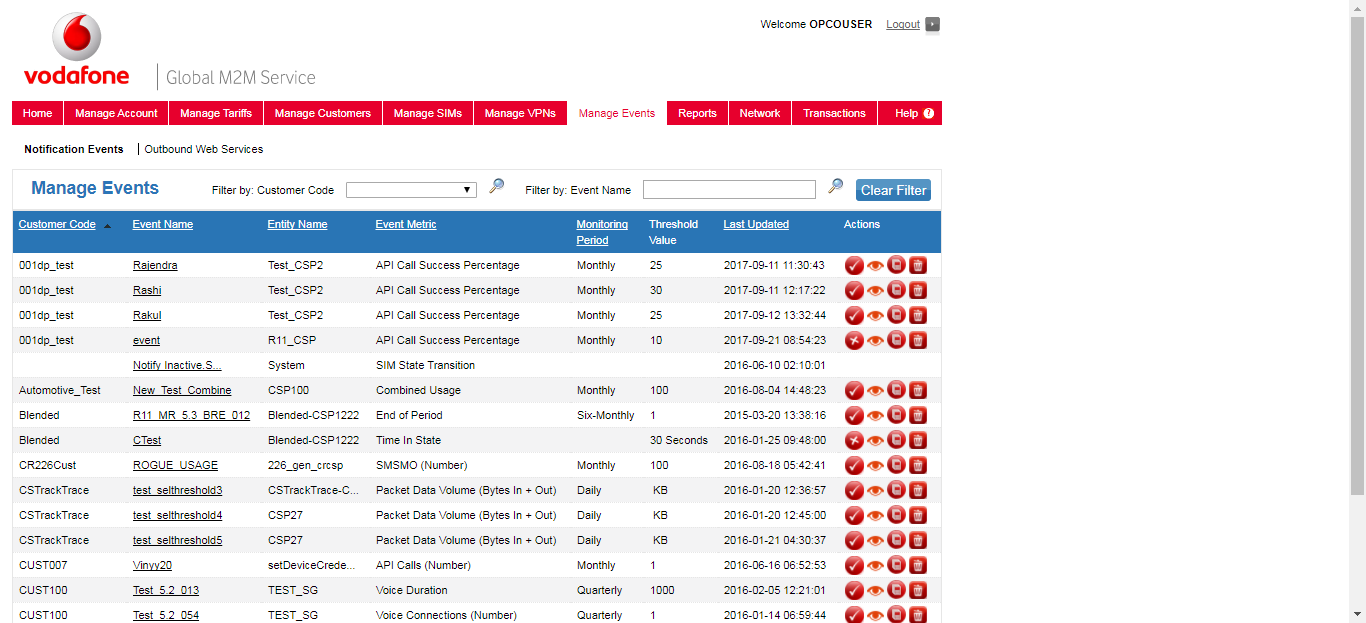 Welcome OPCOUSER Logout
vodafone Global M2M Service
Home Manage Account Manage Tariffs Manage Customers Manage SIMs Manage VPNs Manage Events Reports Network Transactions Help ?
Notification Events Outbound Web Services
Manage Events Filter by: Customer Code Filter by: Event Name Clear Filter
Customer Code Event Name Entity Name Event Metric Monitoring Period Threshold Value Last Updated Actions
001dp_test Rajendra Test_CSP2 API Call Success Percentage Monthly 25 2017-09-11 11:30:43
001dp_test Rashi Test_CSP2 API Call Success Percentage Monthly 30 2017-09-11 12:17:22
001dp_test Rakul Test_CSP2 API Call Success Percentage Monthly 25 2017-09-12 13:32:44
001dp_test event R11_CSP API Call Success Percentage Monthly 10 2017-09-21 08:54:23
Notify Inactive.S... System SIM State Transition 2016-06-10 02:10:01
Automotive_Test New_Test_Combine CSP100 Combined Usage Monthly 100 2016-08-04 14:48:23
Blended R11_MR_5.3_BRE_012 Blended-CSP1222 End of Period Six-Monthly 1 2015-03-20 13:38:16
Blended CTest Blended-CSP1222 Time In State 30 Seconds 2016-01-25 09:48:00
CR226Cust ROGUE_USAGE 226_gen_crcsp SMSMO (Number) Monthly 100 2016-08-18 05:42:41
CSTrackTrace test_selthreshold3 CSTrackTrace-C... Packet Data Volume (Bytes In + Out) Daily KB 2016-01-20 12:36:57
CSTrackTrace test_selthreshold4 CSP27 Packet Data Volume (Bytes In + Out) Daily KB 2016-01-20 12:45:00
CSTrackTrace test_selthreshold5 CSP27 Packet Data Volume (Bytes In + Out) Daily KB 2016-01-21 04:30:37
CUST007 Vinyy20 setDeviceCrede... API Calls (Number) Monthly 1 2016-06-16 06:52:53
CUST100 Test_5.2_013 TEST_SG Voice Duration Quarterly 1000 2016-02-05 12:21:01
CUST100 Test_5.2_054 TEST_SG Voice Connections (Number) Quarterly 1 2016-01-14 06:59:44